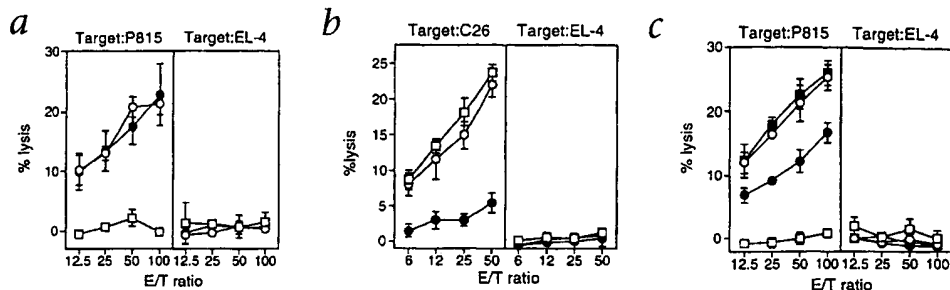 a
Target:P815 Target:EL-4
% lysis
30
20
10
0
12.5 25 50 100 12.5 25 50 100
E/T ratio
b
Target:C26 Target:EL-4
%lysis
25
20
15
10
5
0
6 12 25 50 6 12 25 50
E/T ratio
c
Target:P815 Target:EL-4
%lysis
30
20
10
0
12.5 25 50 100 12.5 25 50 100
E/T ratio